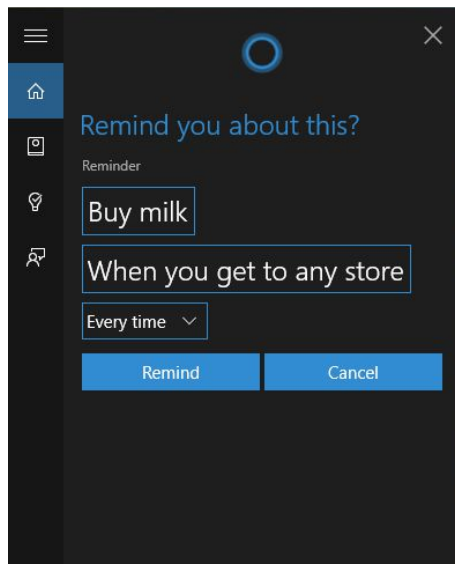 Remind you about this?
Reminder
Buy milk
When you get to any store
Every time
Remind Cancel